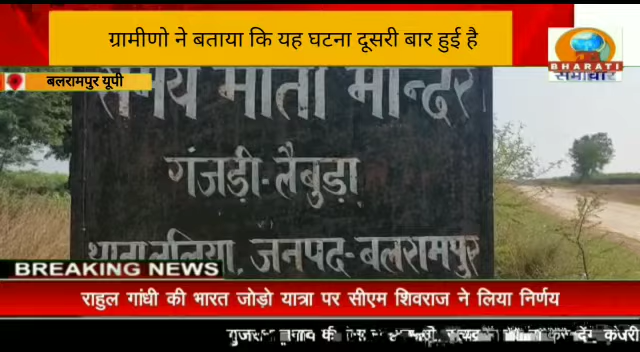 ग्रामीणो ने बताया कि यह घटना दूसरी बार हुई है
BHARATI
समाचार
बलरामपुर यूपी
माता मन्दिर
गंजड़ी-लैबुड़ा
जनपद-बलरामपुर
BREAKING NEWS
राहुल गांधी की भारत जोड़ो यात्रा पर सीएम शिवराज ने लिया निर्णय